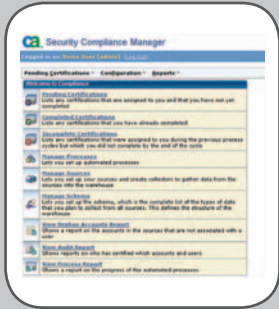 ca Security Compliance Manager
Logged in as: Demo User [admin] [Log Out]
Pending Certifications Configuration Reports
Welcome to Compliance
Pending Certifications
Lists any certifications that are assigned to you and that you have not yet
completed
Completed Certifications
Lists any certifications that you have already completed
Incomplete Certifications
Lists any certifications that were assigned to you during the previous process
cycles but which you did not complete by the end of the cycle
Manage Processes
Lets you set up automated processes
Manage Sources
Lets you set up your sources and create collectors to gather data from the
sources into the warehouse
Manage Schema
Lets you set up the schema, which is the complete list of the types of data
that you plan to collect from all sources. This defines the structure of the
warehouse
View Orphan Accounts Report
Shows a report on the accounts in the sources that are not associated with a
user
View Audit Report
Shows reports on who has certified which accounts and users
View Process Report
Shows a report on the progress of the automated processes